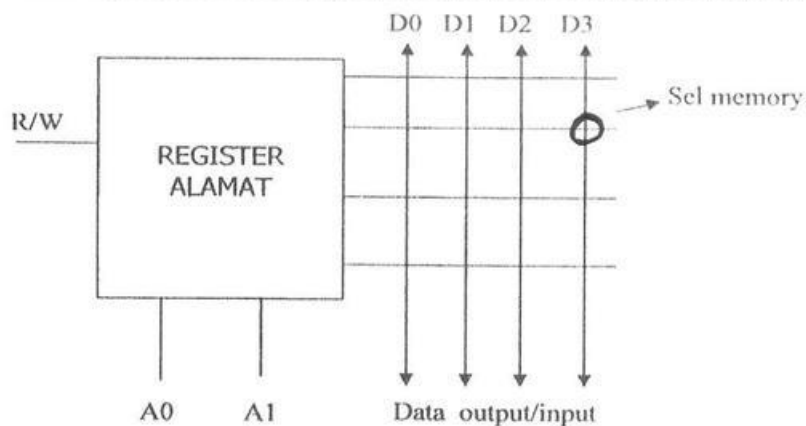 D0 D1 D2 D3
Sel memory
R/W
REGISTER
ALAMAT
A0 A1 Data output/input